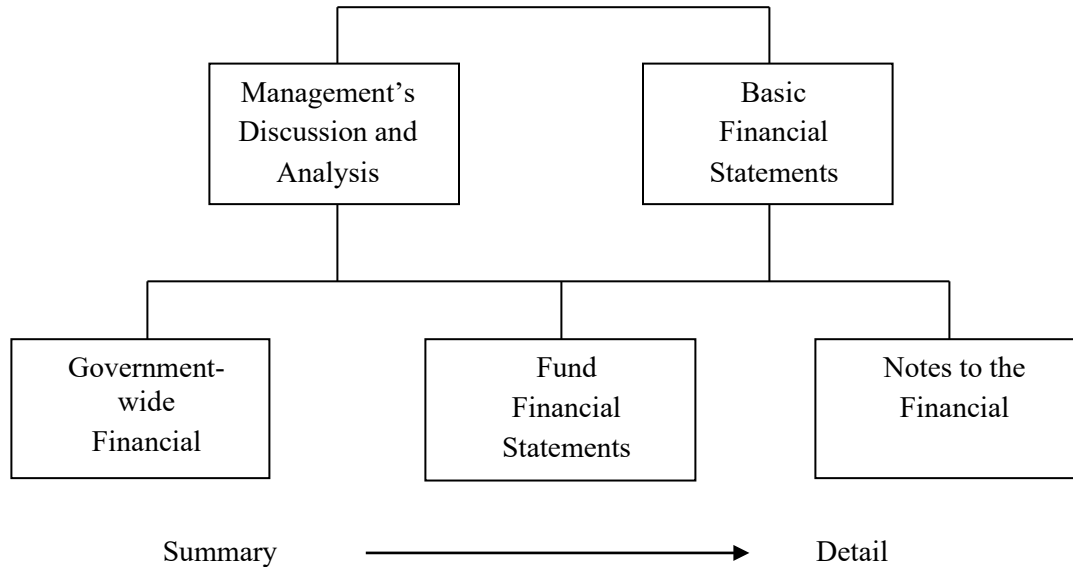 Management’s
Discussion and
Analysis
Basic
Financial
Statements
Government-
wide
Financial
Fund
Financial
Statements
Notes to the
Financial
Summary
Detail